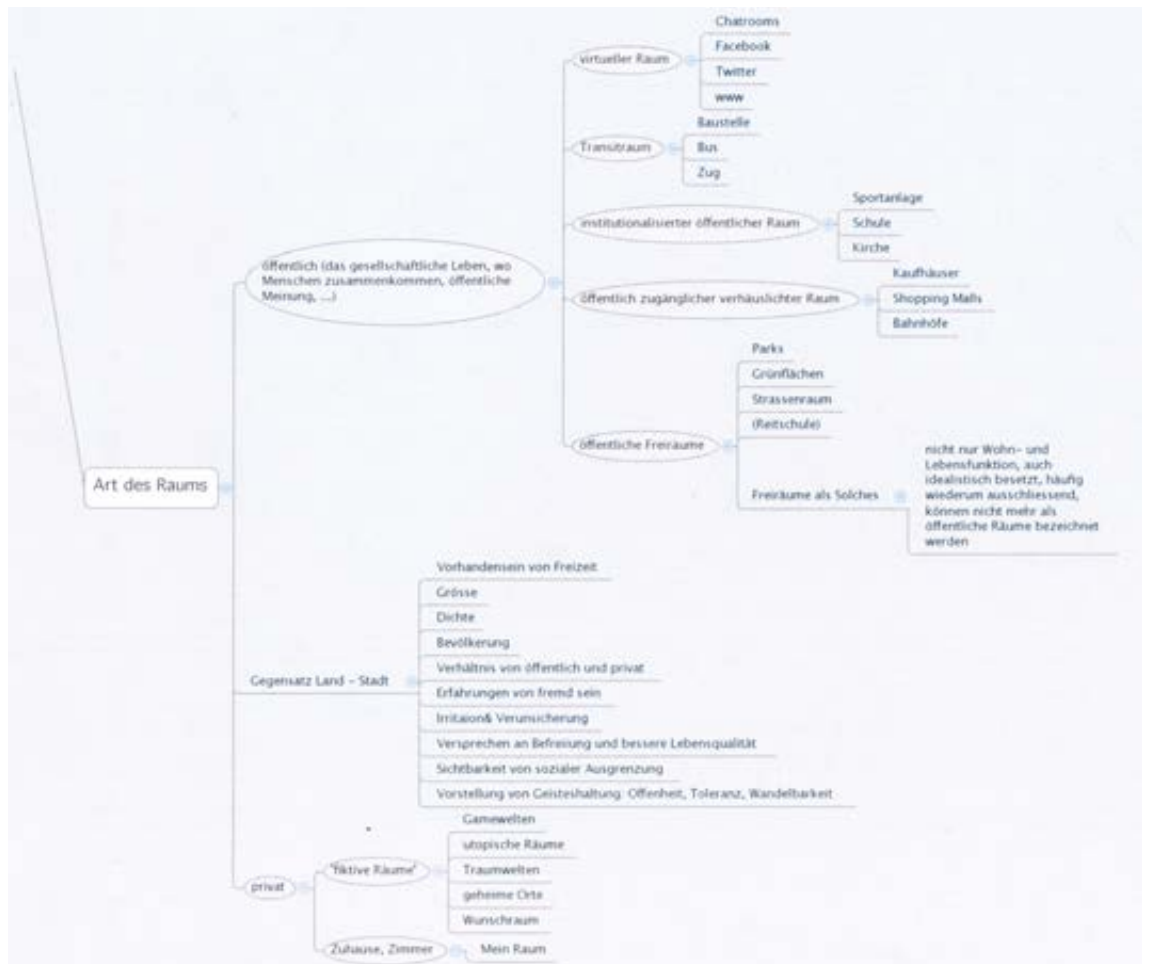 Chatrooms
Facebook
virtueller Raum
Twitter
www
Baustelle
Transitraum
Bus
Zug
Sportanlage
institutionalisierter öffentlicher Raum
Schule
Kirche
öffentlich (das gesellschaftliche Leben, wo
Menschen zusammenkommen, öffentliche
Meinung, ...)
Kaufhäuser
öffentlich zugänglicher verhäuslichter Raum
Shopping Malls
Bahnhöfe
Parks
Grünflächen
Strassenraum
(Reitschule)
öffentliche Freiräume
Freiräume als Solches
nicht nur Wohn- und
Lebensfunktion, auch
idealistisch besetzt, häufig
wiederum ausschliessend,
können nicht mehr als
öffentliche Räume bezeichnet
werden
Art des Raums
Vorhandensein von Freizeit
Grösse
Dichte
Bevölkerung
Verhältnis von öffentlich und privat
Gegensatz Land - Stadt
Erfahrungen von fremd sein
Irritaion& Verunsicherung
Versprechen an Befreiung und bessere Lebensqualität
Sichtbarkeit von sozialer Ausgrenzung
Vorstellung von Geisteshaltung: Offenheit, Toleranz, Wandelbarkeit
Gamewelten
utopische Räume
"fiktive Räume"
Traumwelten
privat
geheime Orte
Wunschraum
Zuhause, Zimmer
Mein Raum